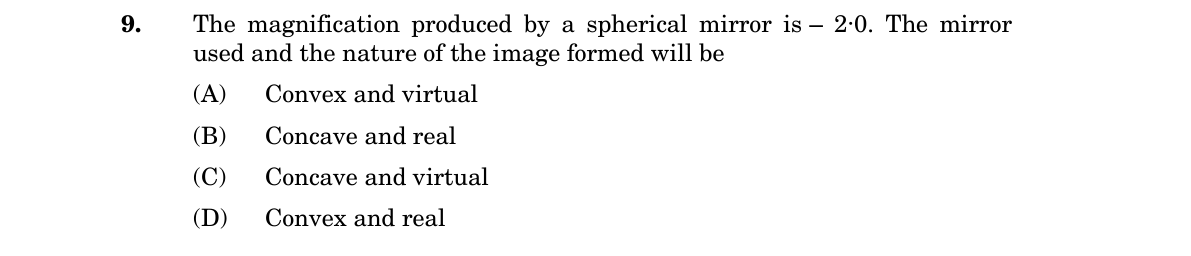 9. The magnification produced by a spherical mirror is – 2·0. The mirror
used and the nature of the image formed will be
(A) Convex and virtual
(B) Concave and real
(C) Concave and virtual
(D) Convex and real